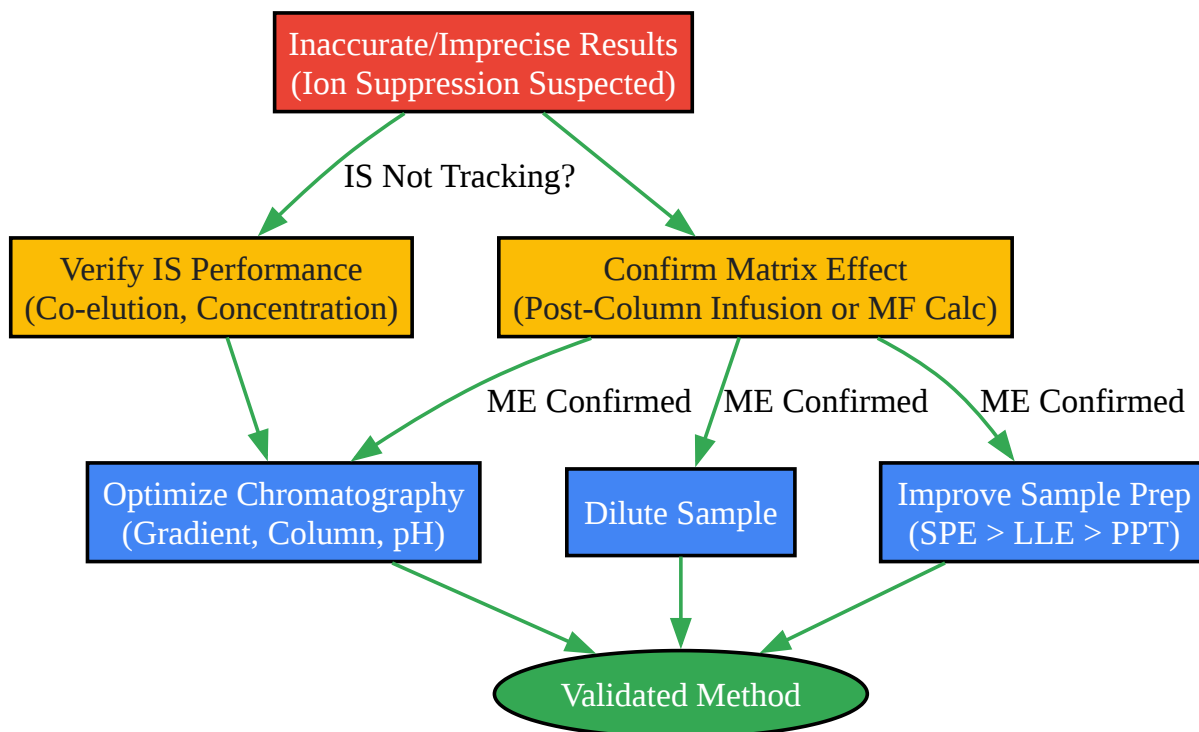 Inaccurate/Imprecise Results
(Ion Suppression Suspected)
IS Not Tracking?
Verify IS Performance
(Co-elution, Concentration)
Confirm Matrix Effect
(Post-Column Infusion or MF Calc)
ME Confirmed
ME Confirmed
ME Confirmed
Optimize Chromatography
(Gradient, Column, pH)
Dilute Sample
Improve Sample Prep
(SPE > LLE > PPT)
Validated Method